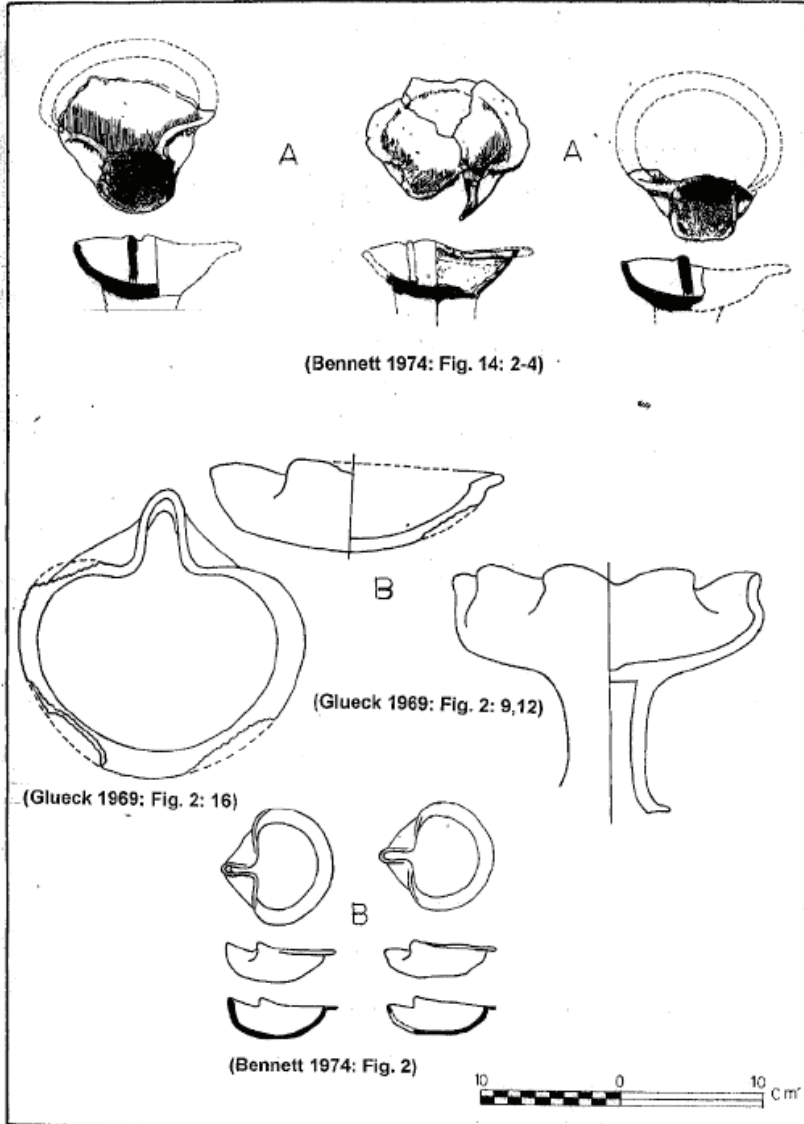 A A
(Bennett 1974: Fig. 14: 2-4)
B
(Glueck 1969: Fig. 2: 9,12)
(Glueck 1969: Fig. 2: 16)
B
(Bennett 1974: Fig. 2)
10 0 10